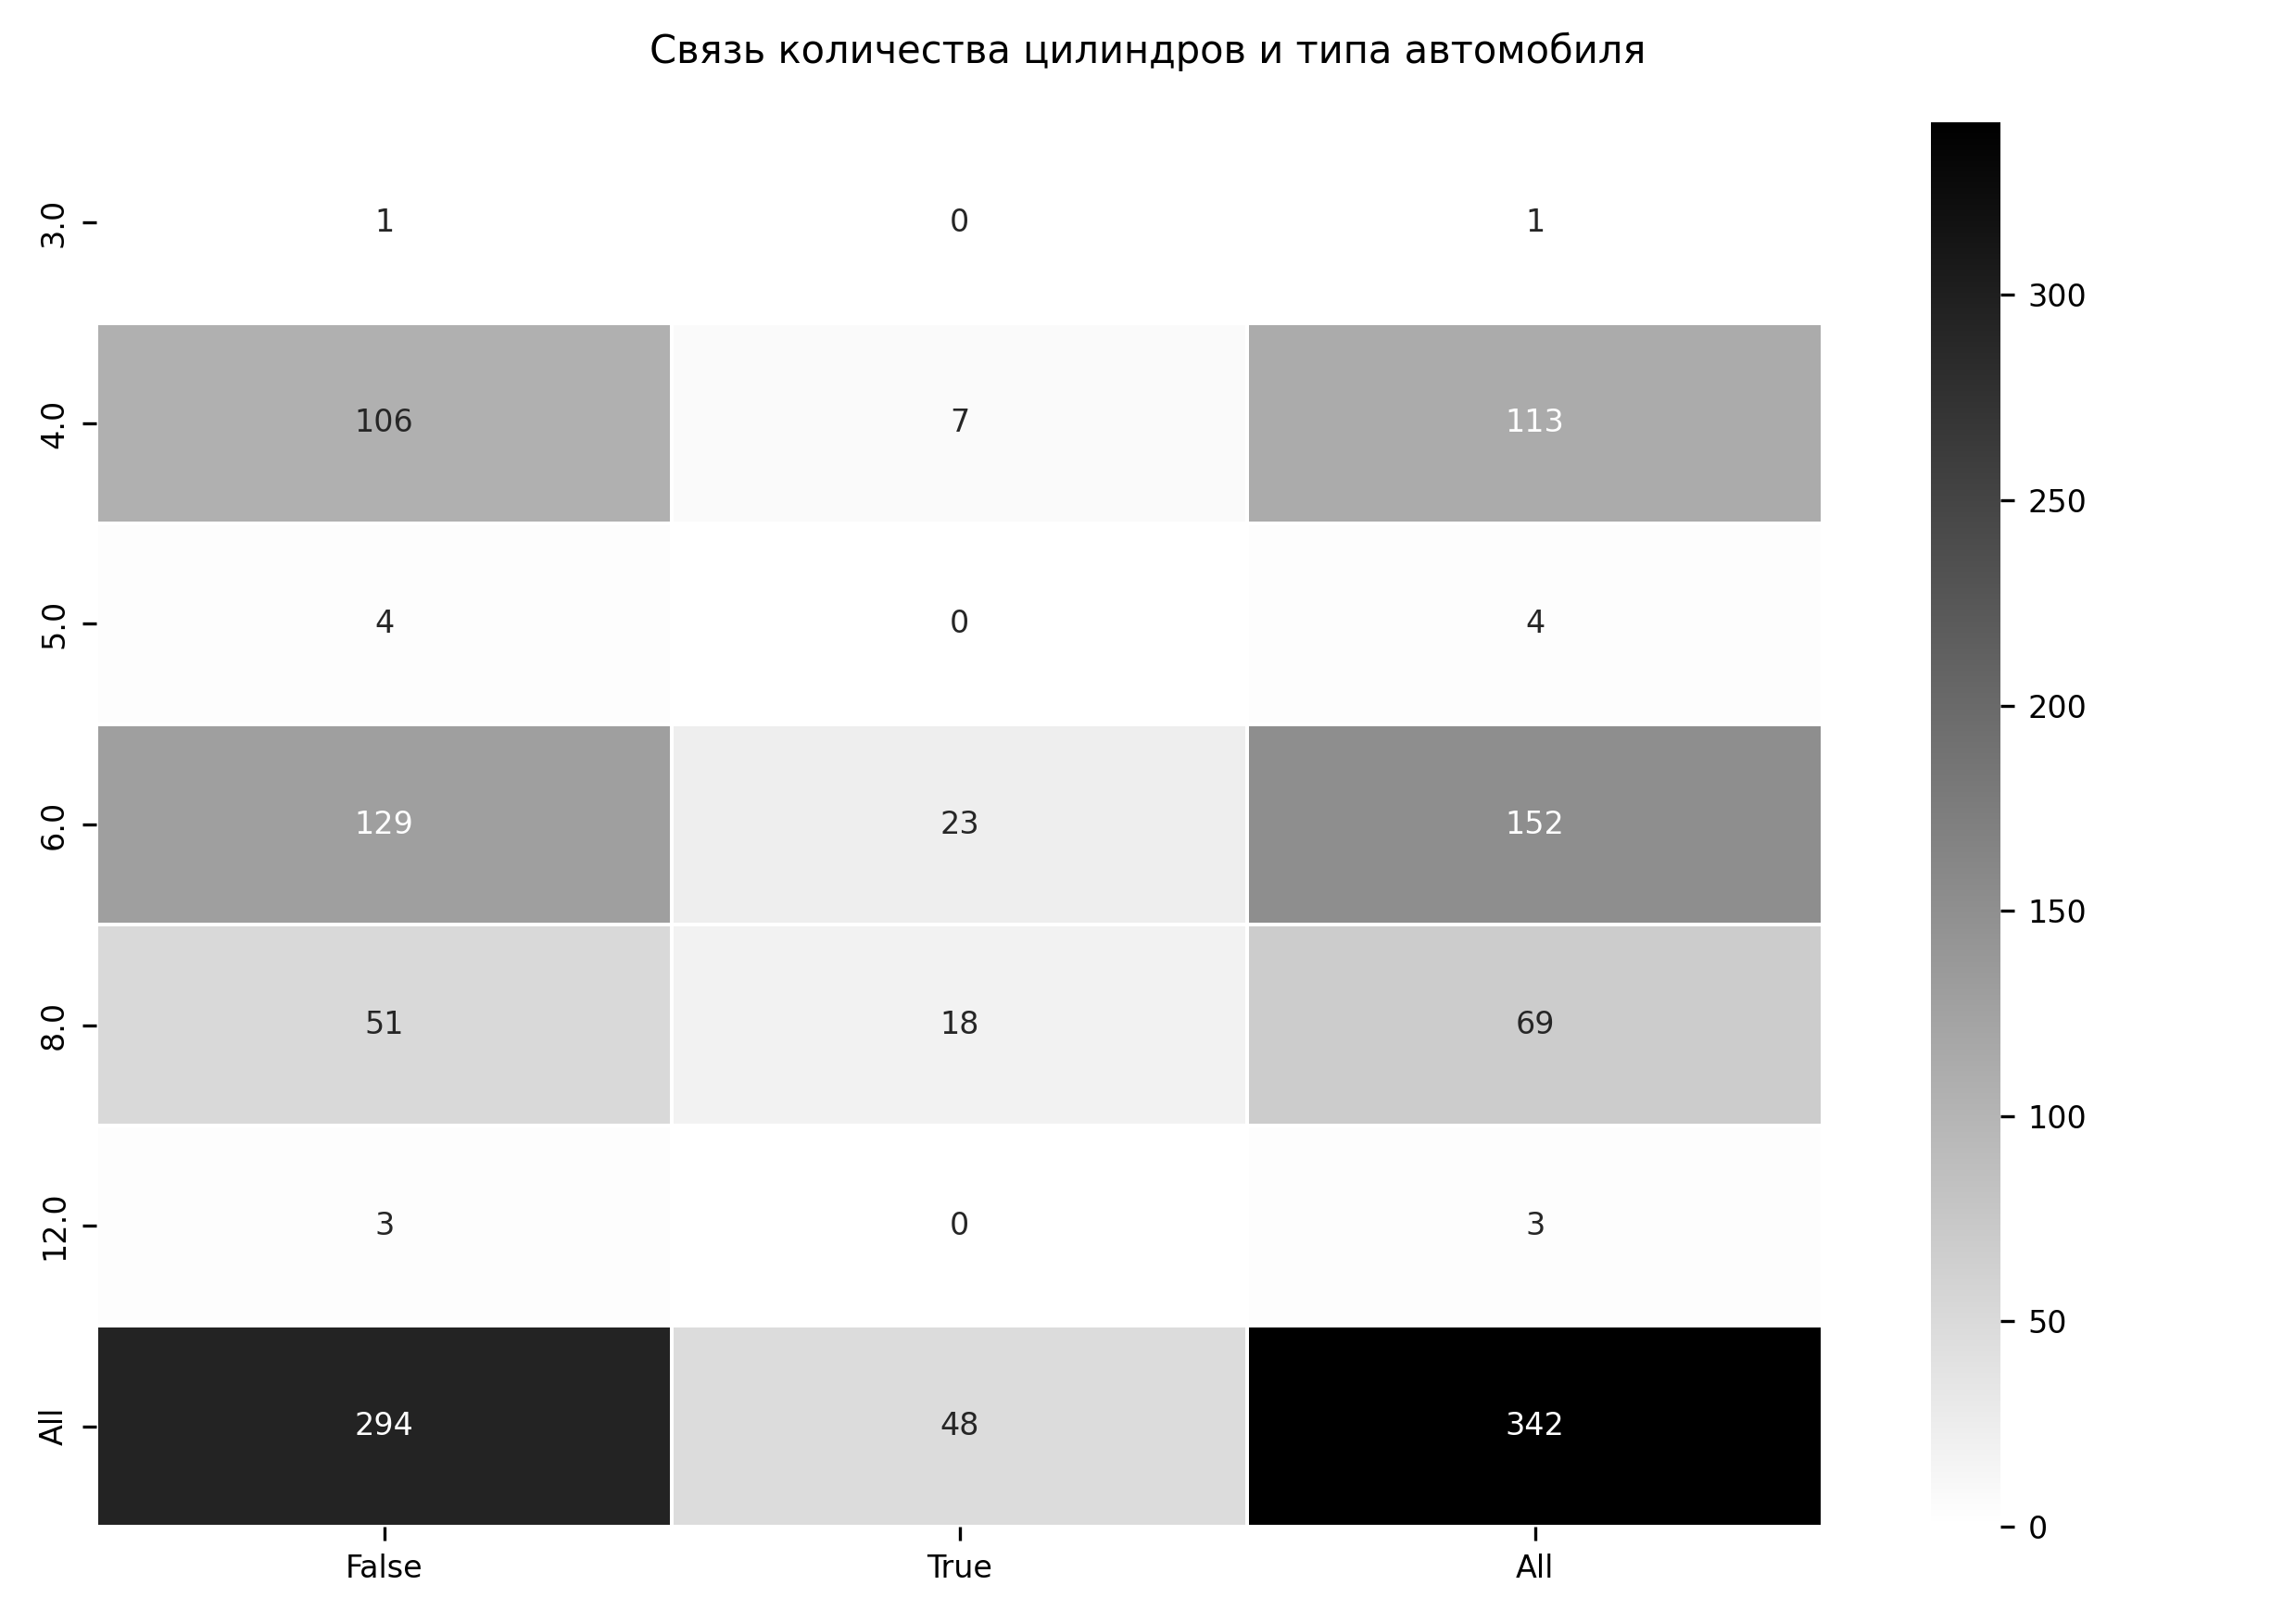 Связь количества цилиндров и типа автомобиля
3.0 1 0 1
4.0 106 7 113
5.0 4 0 4
6.0 129 23 152
8.0 51 18 69
12.0 3 0 3
All 294 48 342
False True All
300
250
200
150
100
50
0